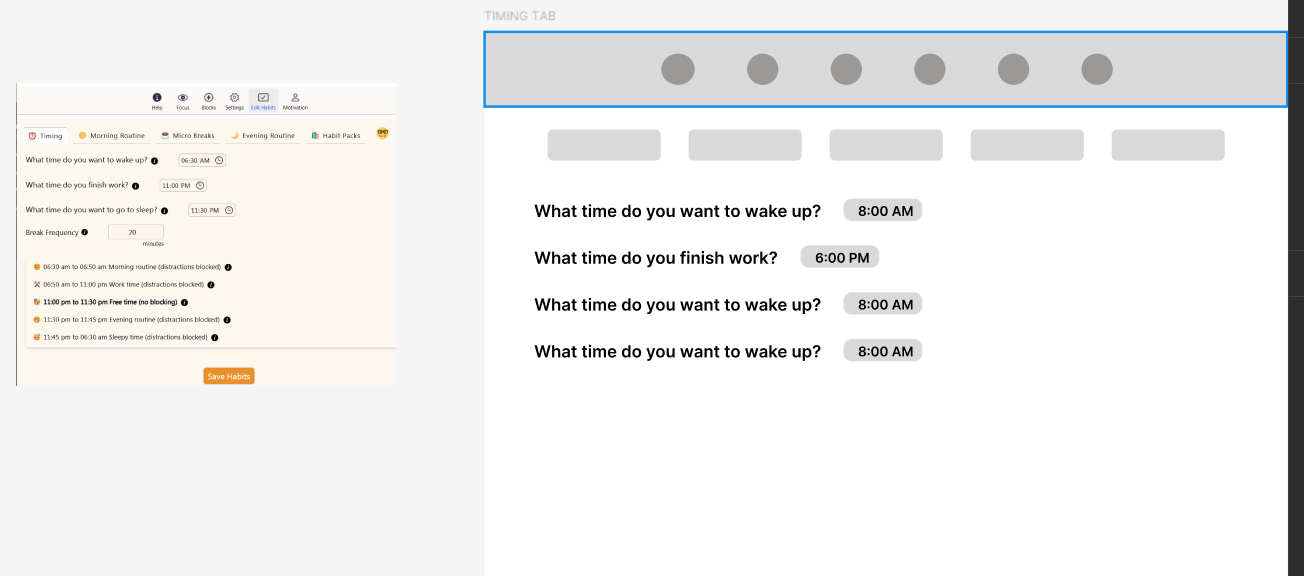 TIMING TAB
Help Focus Blocks Settings Edit Habits Motivation
Timing Morning Routine Micro Breaks Evening Routine Habit Packs
What time do you want to wake up? 06:30 AM
What time do you finish work? 11:00 PM
What time do you want to go to sleep? 11:30 PM
Break Frequency 20
minutes
06:30 am to 06:50 am Morning routine (distractions blocked)
06:50 am to 11:00 pm Work time (distractions blocked)
11:00 pm to 11:30 pm Free time (no blocking)
11:30 pm to 11:45 pm Evening routine (distractions blocked)
11:45 pm to 06:30 am Sleepy time (distractions blocked)
Save Habits
What time do you want to wake up? 8:00 AM
What time do you finish work? 6:00 PM
What time do you want to wake up? 8:00 AM
What time do you want to wake up? 8:00 AM